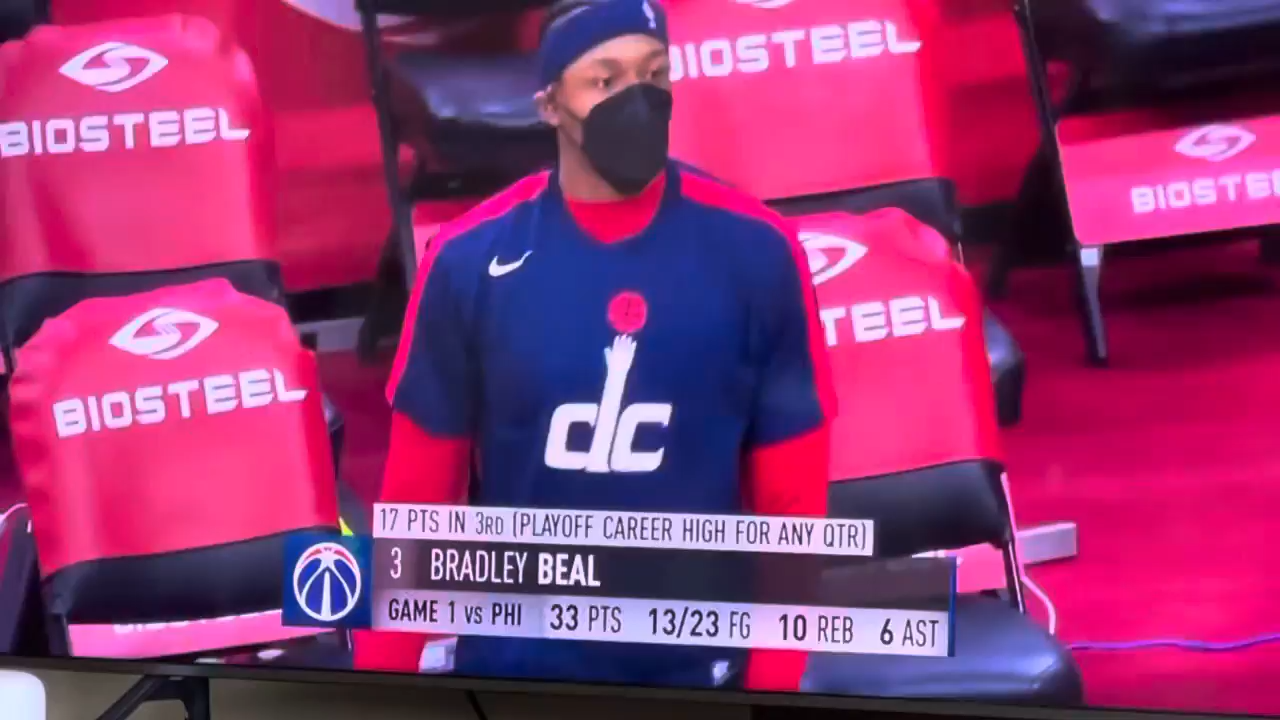 BIOSTEEL
BIOSTEEL
BIOSTEEL
BIOSTEEL
TEEL
dc
17 PTS IN 3RD (PLAYOFF CAREER HIGH FOR ANY QTR)
3 BRADLEY BEAL
GAME 1 VS PHI 33 PTS 13/23 FG 10 REB 6 AST